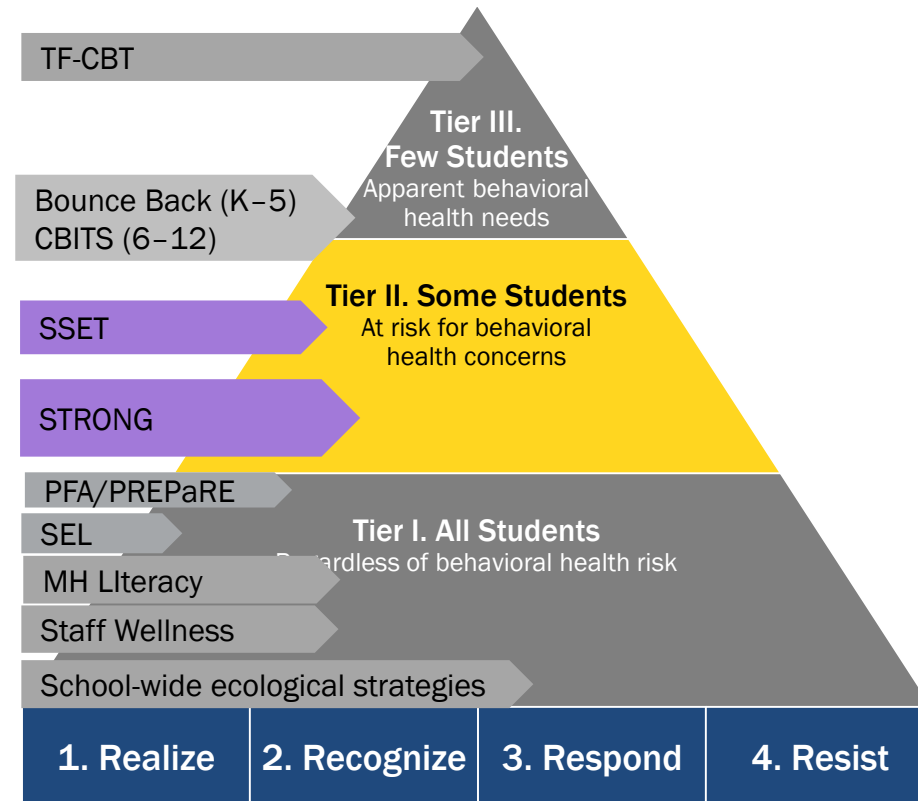 TF-CBT
Tier III.
Few Students
Apparent behavioral
health needs
Bounce Back (K–5)
CBITS (6–12)
Tier II. Some Students
At risk for behavioral
health concerns
SSET
STRONG
PFA/PREPaRE
SEL
Tier I. All Students
Regardless of behavioral health risk
MH LIteracy
Staff Wellness
School-wide ecological strategies
1. Realize
2. Recognize
3. Respond
4. Resist